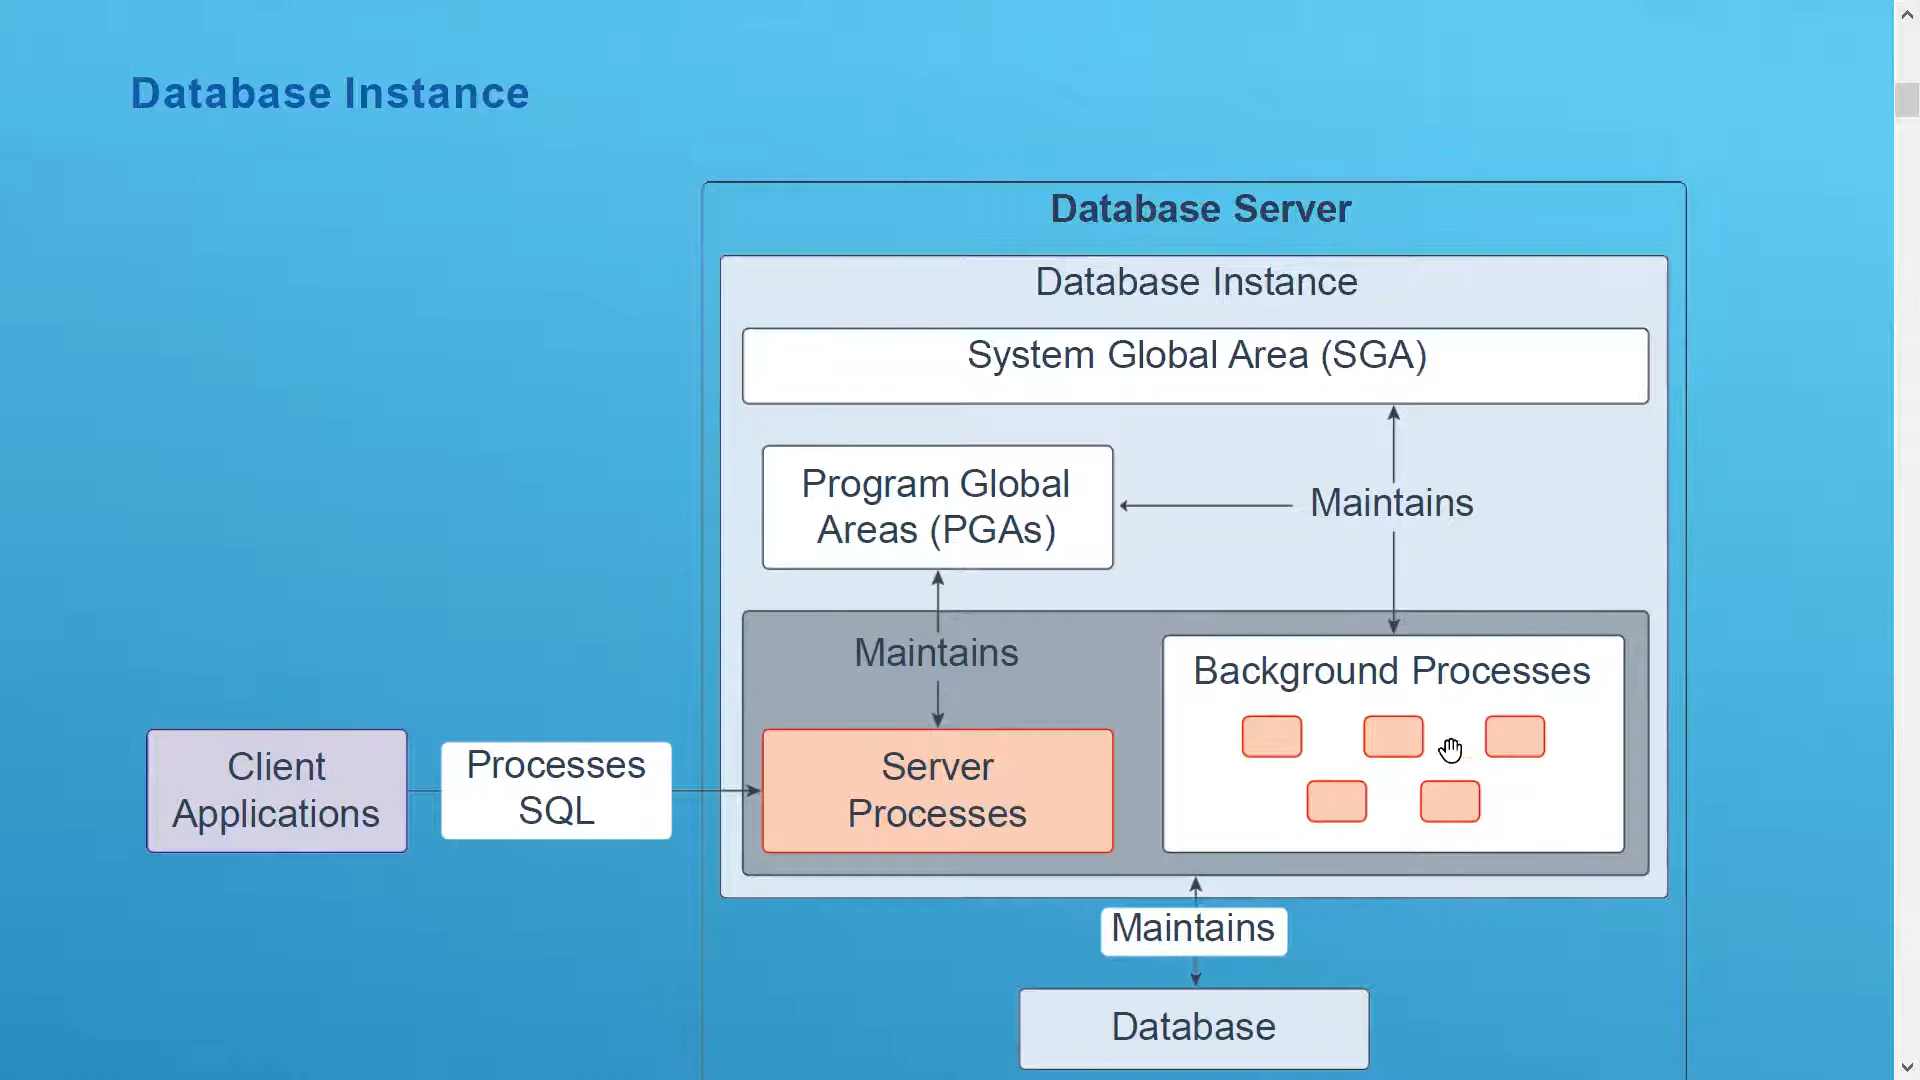 Database Instance
Database Server
Database Instance
System Global Area (SGA)
Program Global
Areas (PGAs)
Maintains
Maintains
Background Processes
Client
Applications
Processes
SQL
Server
Processes
Maintains
Database